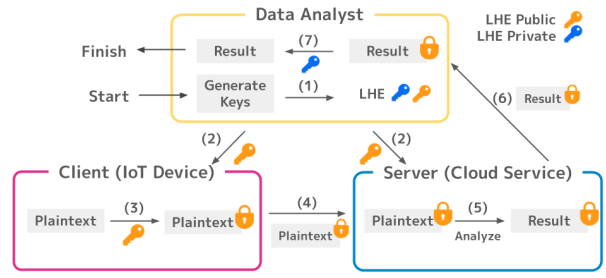 Data Analyst
LHE Public
LHE Private
Finish
Result
(7)
Result
Start
Generate
Keys
(1)
LHE
(6)
Result
(2)
(2)
Client (IoT Device)
Server (Cloud Service)
Plaintext
(3)
Plaintext
(4)
Plaintext
Plaintext
(5)
Analyze
Result